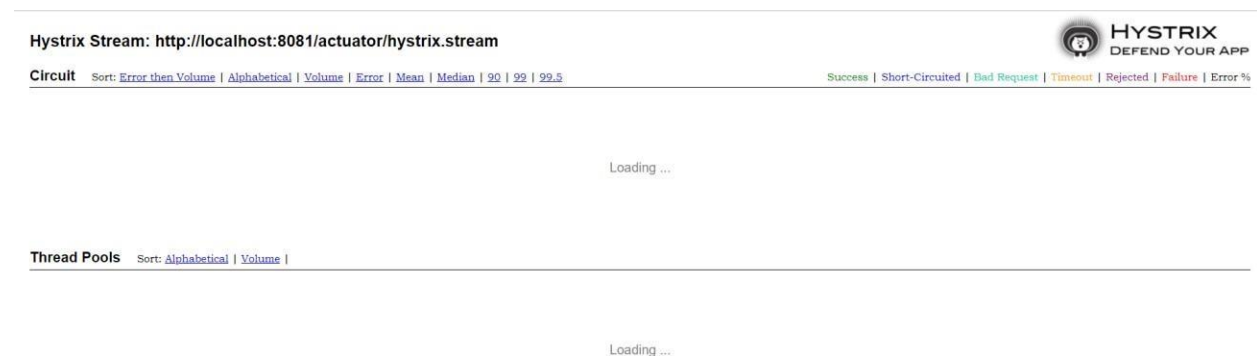 Hystrix Stream: http://localhost:8081/actuator/hystrix.stream
HYSTRIX
DEFEND YOUR APP
Circuit Sort: Error then Volume | Alphabetical | Volume | Error | Mean | Median | 90 | 99 | 99.5
Success | Short-Circuited | Bad Request | Timeout | Rejected | Failure | Error %
Loading ...
Thread Pools Sort: Alphabetical | Volume |
Loading ...